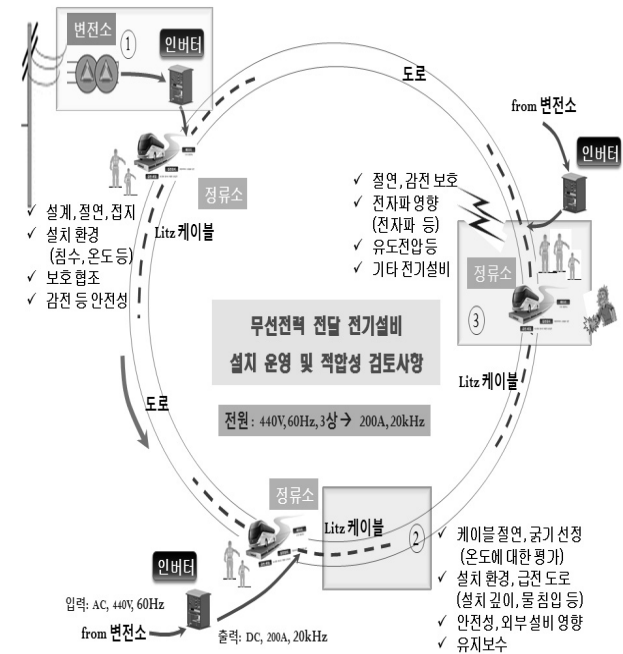 변전소
①
인버터
도로
from 변전소
인버터
정류소
Litz 케이블
✓ 설계, 절연, 접지
✓ 설치 환경
(침수, 온도 등)
✓ 보호 협조
✓ 감전 등 안전성
✓ 절연, 감전 보호
✓ 전자파 영향
(전자파 등)
✓ 유도전압 등
✓ 기타 전기설비
정류소
③
Litz 케이블
무선전력 전달 전기설비
설치 운영 및 적합성 검토사항
전원 : 440V, 60Hz, 3상→ 200A, 20kHz
도로
정류소
Litz 케이블
②
인버터
입력: AC, 440V, 60Hz
from 변전소
출력: DC, 200A, 20kHz
✓ 케이블 절연, 굵기 선정
(온도에 대한 평가)
✓ 설치 환경, 급전 도로
(설치 깊이, 물 침입 등)
✓ 안전성, 외부 설비 영향
✓ 유지보수